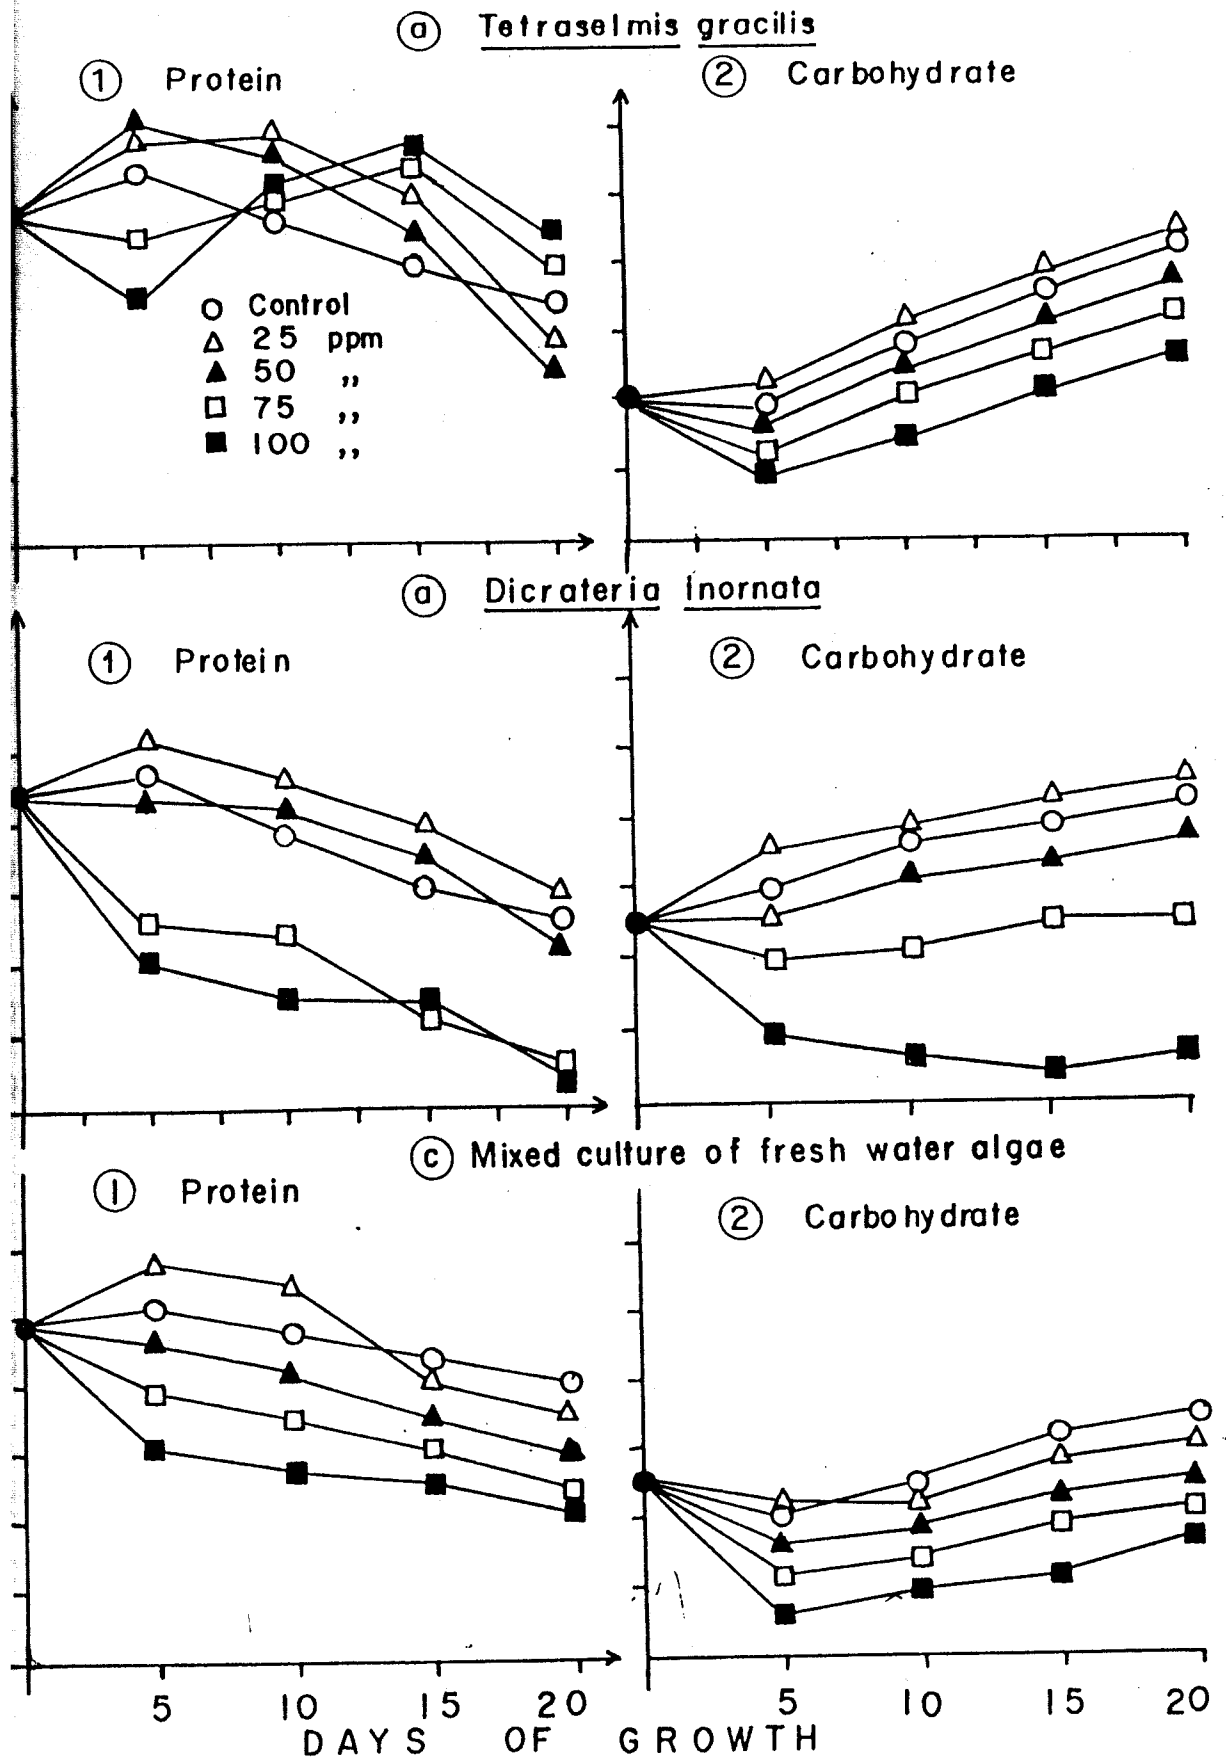 a Tetraselmis gracilis
1 Protein
2 Carbohydrate
Control
25 ppm
50 ,,
75 ,,
100 ,,
a Dicrateria Inornata
1 Protein
2 Carbohydrate
c Mixed culture of fresh water algae
1 Protein
2 Carbohydrate
5 10 15 20 5 10 15 20
DAYS OF GROWTH